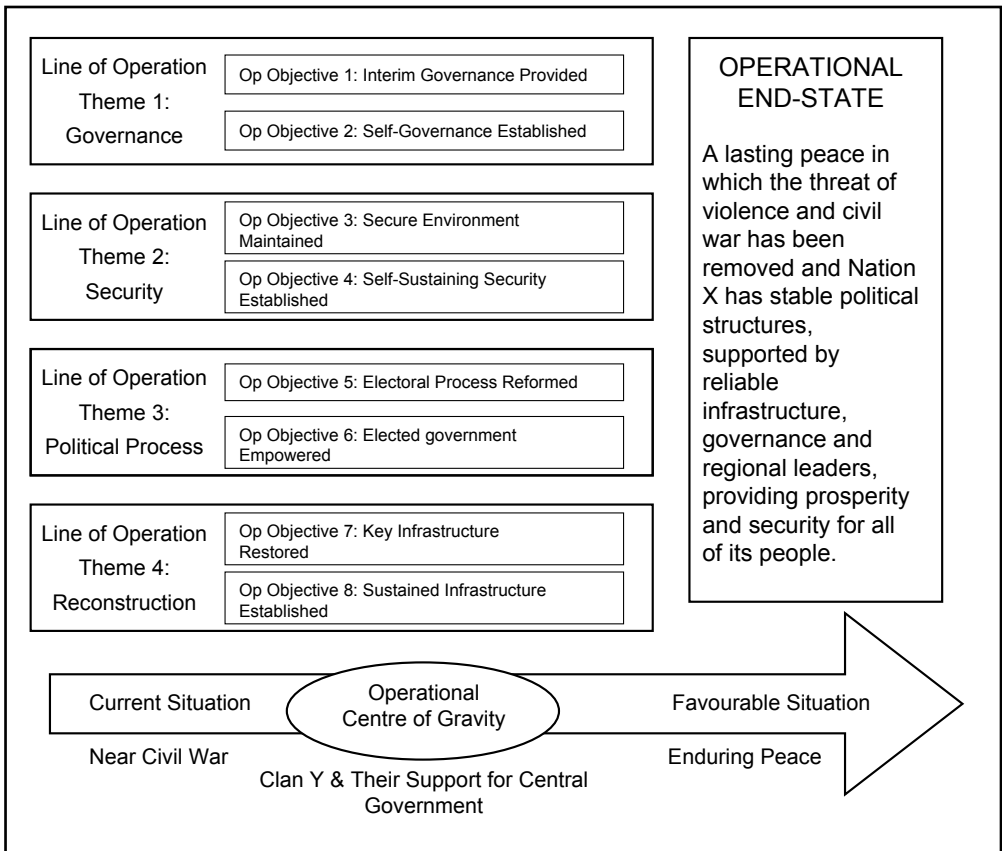 Line of Operation
Theme 1:
Governance
Op Objective 1: Interim Governance Provided
Op Objective 2: Self-Governance Established
Line of Operation
Theme 2:
Security
Op Objective 3: Secure Environment
Maintained
Op Objective 4: Self-Sustaining Security
Established
Line of Operation
Theme 3:
Political Process
Op Objective 5: Electoral Process Reformed
Op Objective 6: Elected government
Empowered
Line of Operation
Theme 4:
Reconstruction
Op Objective 7: Key Infrastructure
Restored
Op Objective 8: Sustained Infrastructure
Established
OPERATIONAL
END-STATE
A lasting peace in
which the threat of
violence and civil
war has been
removed and Nation
X has stable political
structures,
supported by
reliable
infrastructure,
governance and
regional leaders,
providing prosperity
and security for all
of its people.
Current Situation
Operational
Centre of Gravity
Favourable Situation
Near Civil War
Enduring Peace
Clan Y & Their Support for Central
Government